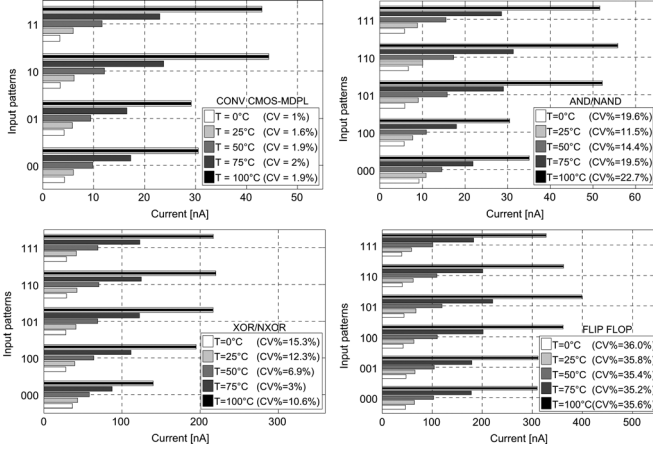 CONV CMOS-MDPL
T = 0°C (CV = 1%)
T = 25°C (CV = 1.6%)
T = 50°C (CV = 1.9%)
T = 75°C (CV = 2%)
T = 100°C (CV = 1.9%)
Input patterns
11
10
01
00
0 10 20 30 40 50
Current [nA]
AND/NAND
T=0°C (CV%=19.6%)
T=25°C (CV%=11.5%)
T=50°C (CV%=14.4%)
T=75°C (CV%=19.5%)
T=100°C (CV%=22.7%)
Input patterns
111
110
101
100
000
0 10 20 30 40 50 60
Current [nA]
XOR/NXOR
T=0°C (CV%=15.3%)
T=25°C (CV%=12.3%)
T=50°C (CV%=6.9%)
T=75°C (CV%=3%)
T=100°C (CV%=10.6%)
Input patterns
111
110
101
100
000
0 100 200 300
Current [nA]
FLIP FLOP
T=0°C (CV%=36.0%)
T=25°C (CV%=35.8%)
T=50°C (CV%=35.4%)
T=75°C (CV%=35.2%)
T=100°C(CV%=35.6%)
Input patterns
111
110
101
100
001
000
0 100 200 300 400 500
Current [nA]